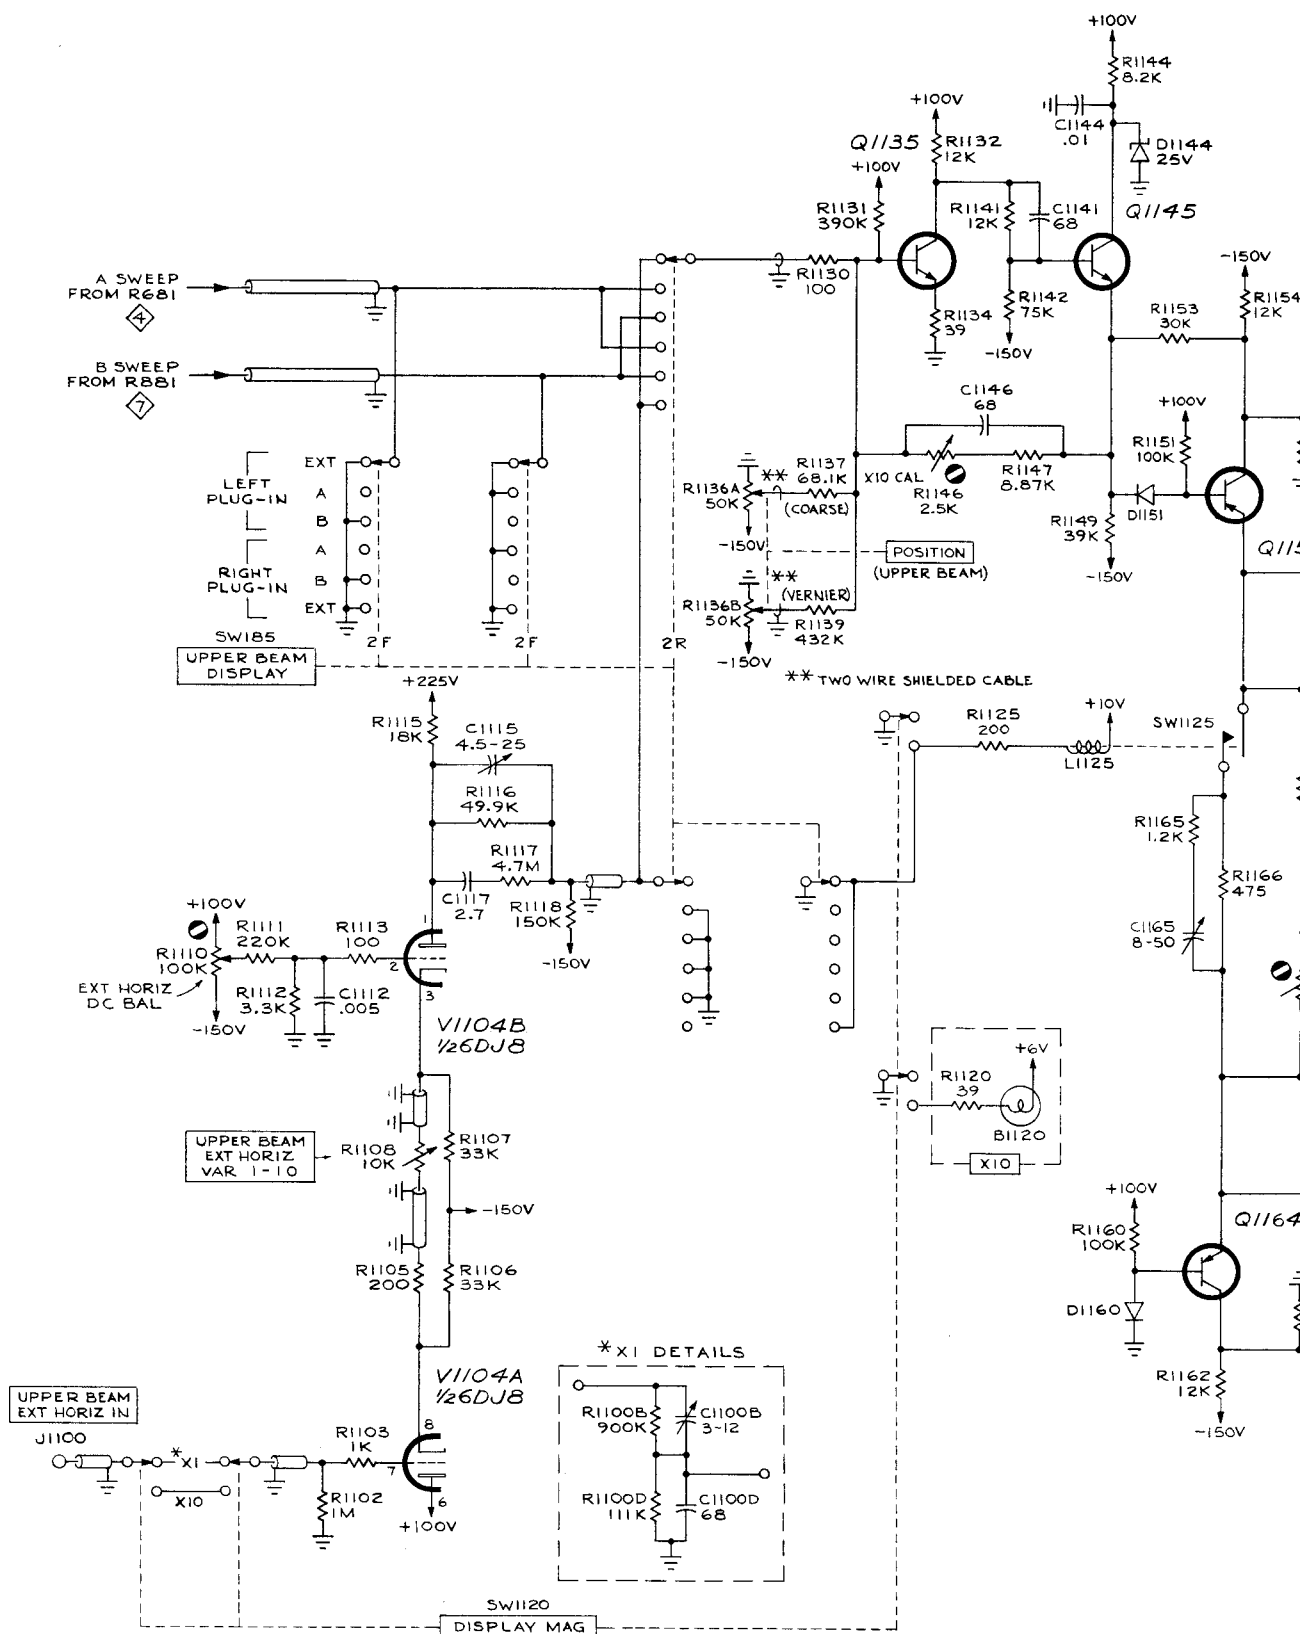 +100V
R1144
8.2K
C1144
.01
D1144
25V
+100V
Q1135
R1132
12K
+100V
R1131
390K
R1141
12K
C1141
68
Q1145
-150V
R1154
12K
A SWEEP
FROM R681
4
R1130
100
R1134
39
R1142
75K
-150V
R1153
30K
B SWEEP
FROM R881
7
C1146
68
+100V
R1151
100K
LEFT
PLUG-IN
EXT
A
B
RIGHT
PLUG-IN
A
B
EXT
SW185
UPPER BEAM
DISPLAY
2F
2F
2R
R1136A
50K
-150V
**
R1137
68.1K
(COARSE)
X10 CAL
R1146
2.5K
R1147
8.87K
D1151
R1149
39K
-150V
Q115
POSITION
(UPPER BEAM)
**
(VERNIER)
R1136B
50K
R1139
432K
-150V
** TWO WIRE SHIELDED CABLE
+225V
R1115
18K
C1115
4.5-25
R1116
49.9K
R1117
4.7M
C1117
2.7
R1118
150K
-150V
R1125
200
+10V
L1125
SW1125
R1165
1.2K
R1166
475
C1165
8-50
+100V
R1110
100K
EXT HORIZ
DC BAL
-150V
R1111
220K
R1113
100
R1112
3.3K
C1112
.005
1
2
3
V1104B
1/2 6DJ8
UPPER BEAM
EXT HORIZ
VAR 1-10
R1108
10K
R1107
33K
-150V
R1105
200
R1106
33K
+6V
R1120
39
B1120
X10
+100V
R1160
100K
D1160
Q1164
R1162
12K
-150V
V1104A
1/2 6DJ8
UPPER BEAM
EXT HORIZ IN
J1100
*
X1
X10
R1103
1K
R1102
1M
8
7
6
+100V
* X1 DETAILS
R1100B
900K
C1100B
3-12
R1100D
111K
C1100D
68
SW1120
DISPLAY MAG